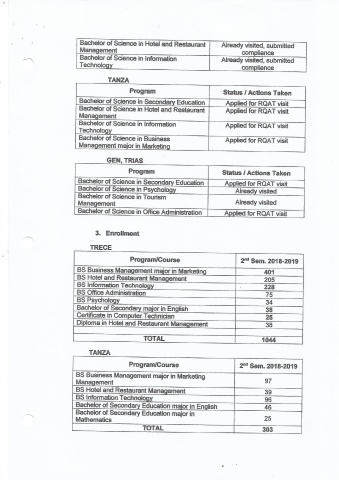 Bachelor of Science in Hotel and Restaurant Management
Already visited, submitted compliance
Bachelor of Science in Information Technology
Already visited, submitted compliance
TANZA
Program
Status / Actions Taken
Bachelor of Science in Secondary Education
Applied for RQAT visit
Bachelor of Science in Hotel and Restaurant Management
Applied for RQAT visit
Bachelor of Science in Information Technology
Applied for RQAT visit
Bachelor of Science in Business Management major in Marketing
Applied for RQAT visit
GEN, TRIAS
Program
Status / Actions Taken
Bachelor of Science in Secondary Education
Applied for RQAT visit
Bachelor of Science in Psychology
Already visited
Bachelor of Science in Tourism Management
Already visited
Bachelor of Science in Office Administration
Applied for RQAT visit
3. Enrollment
TRECE
Program/Course
2nd Sem. 2018-2019
BS Business Management major in Marketing
401
BS Hotel and Restaurant Management
205
BS Information Technology
228
BS Office Administration
75
BS Psychology
34
Bachelor of Secondary major in English
38
Certificate in Computer Technician
25
Diploma in Hotel and Restaurant Management
38
TOTAL
1044
TANZA
Program/Course
2nd Sem. 2018-2019
BS Business Management major in Marketing Management
97
BS Hotel and Restaurant Management
39
BS Information Technology
96
Bachelor of Secondary Education major in English
46
Bachelor of Secondary Education major in Mathematics
25
TOTAL
303